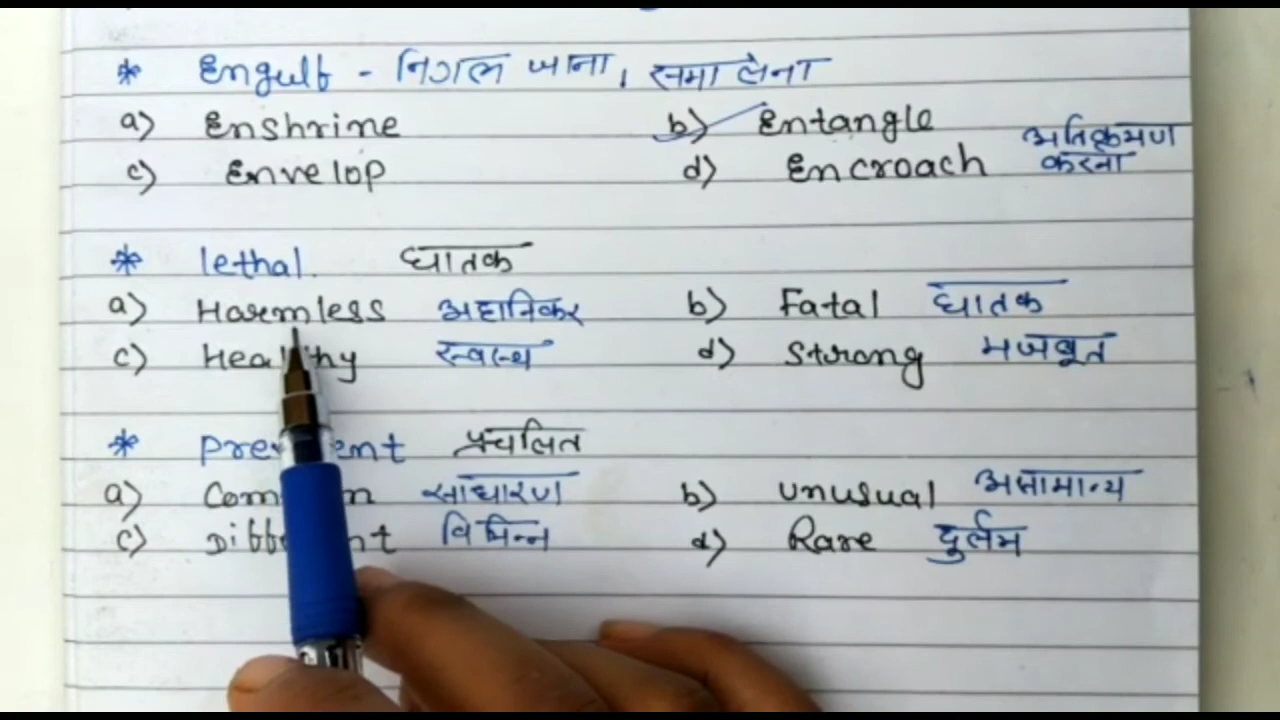 * Engulf - निगल जाना, समा लेना
a) Enshrine b) Entangle
c) Envelop d) Encroach अतिक्रमण करना
* lethal. घातक
a) Harmless अहानिकर b) Fatal घातक
c) Healthy स्वस्थ d) Strong मजबूत
* प्रचलित
a) साधारण b) unusual असामान्य
c) विभिन्न d) Rare दुर्लभ